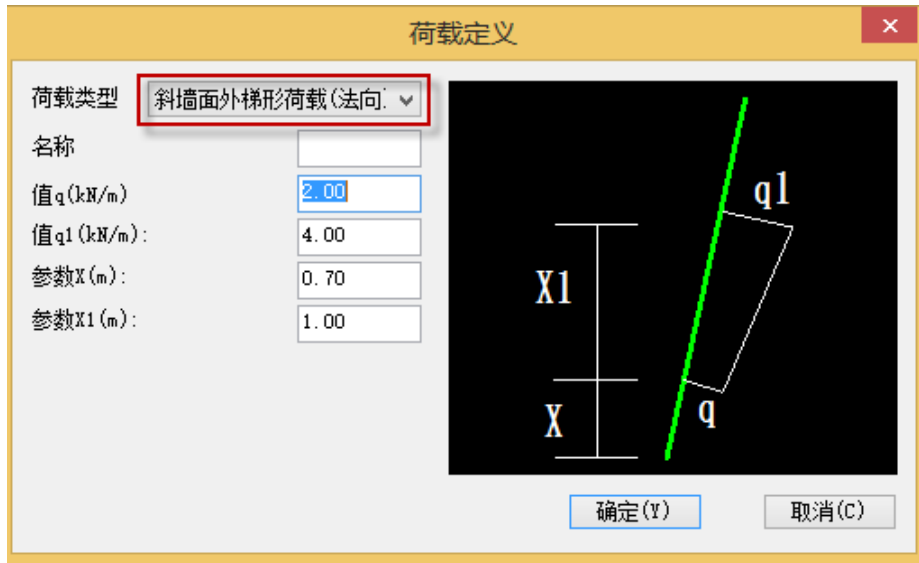 荷载定义
荷载类型 斜墙面外梯形荷载(法向)
名称
值q(kN/m) 2.00
值q1(kN/m): 4.00
参数X(m): 0.70
参数X1(m): 1.00
q1
X1
X
q
确定(Y) 取消(C)